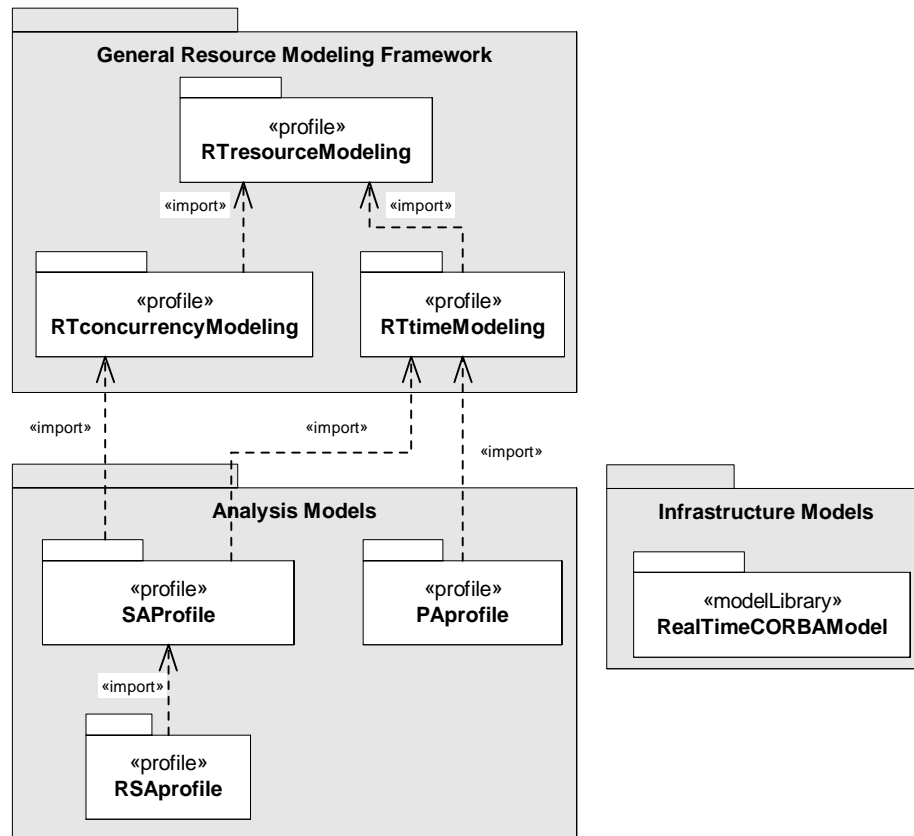 General Resource Modeling Framework
«profile»
RTresourceModeling
«import»
«import»
«profile»
RTconcurrencyModeling
«profile»
RTtimeModeling
«import»
«import»
«import»
Analysis Models
«profile»
SAProfile
«profile»
PAprofile
«import»
«profile»
RSAprofile
Infrastructure Models
«modelLibrary»
RealTimeCORBAModel